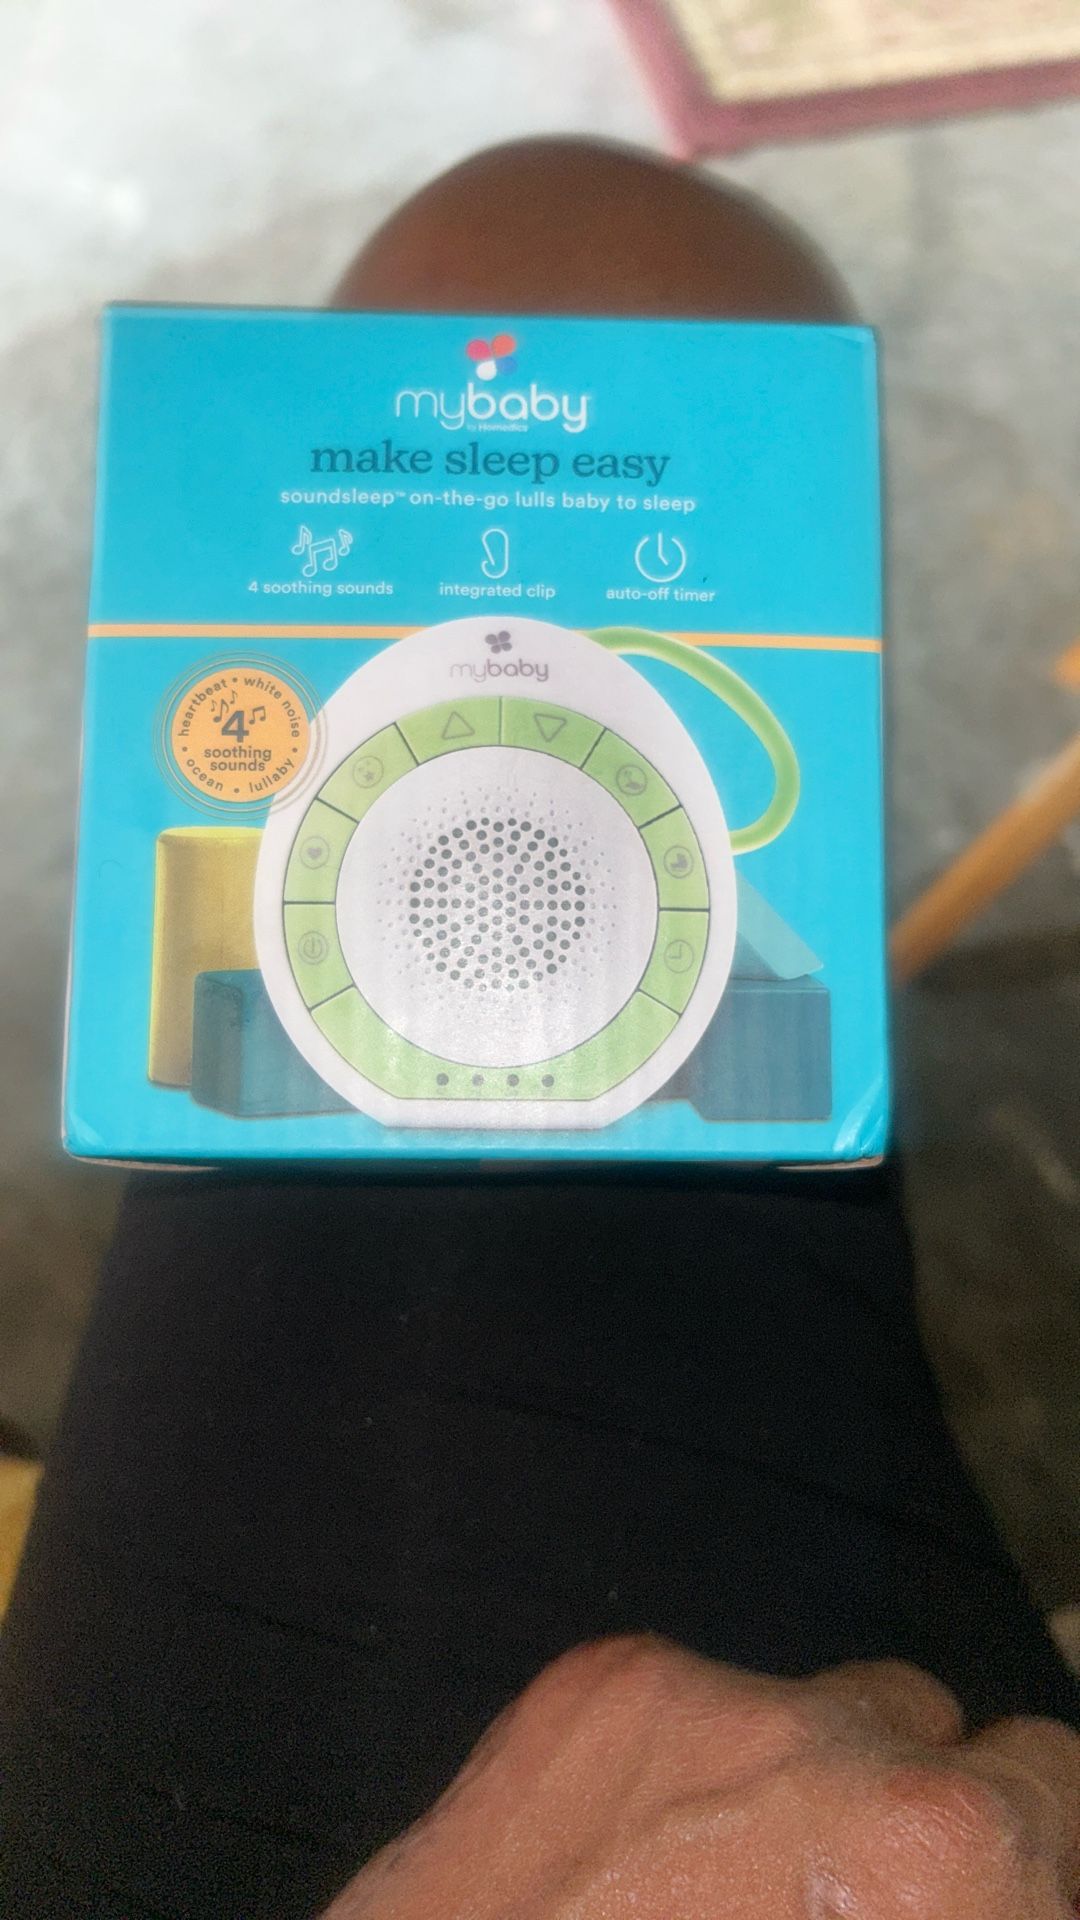 mybaby
by Homedics
make sleep easy
soundsleep™ on-the-go lulls baby to sleep
4 soothing sounds
integrated clip
auto-off timer
mybaby
heartbeat • white noise
4
soothing
sounds
• ocean • lullaby •